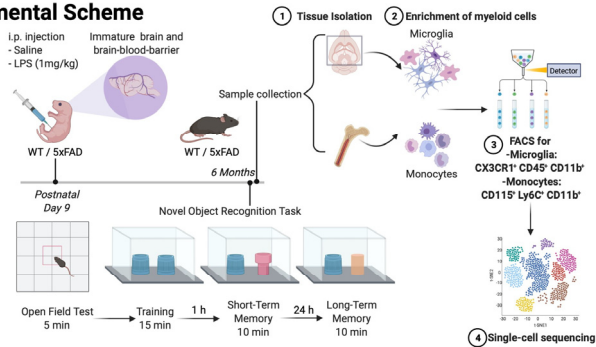 mental Scheme
i.p. injection
- Saline
- LPS (1mg/kg)
Immature brain and
brain-blood-barrier
WT / 5xFAD
WT / 5xFAD
6 Months
Postnatal
Day 9
Sample collection
Novel Object Recognition Task
Open Field Test
5 min
Training
15 min
1 h
Short-Term
Memory
10 min
24 h
Long-Term
Memory
10 min
1 Tissue Isolation
2 Enrichment of myeloid cells
Microglia
Monocytes
Detector
3 FACS for
-Microglia:
CX3CR1⁺ CD45⁺ CD11b⁺
-Monocytes:
CD115⁺ Ly6C⁺ CD11b⁺
4 Single-cell sequencing